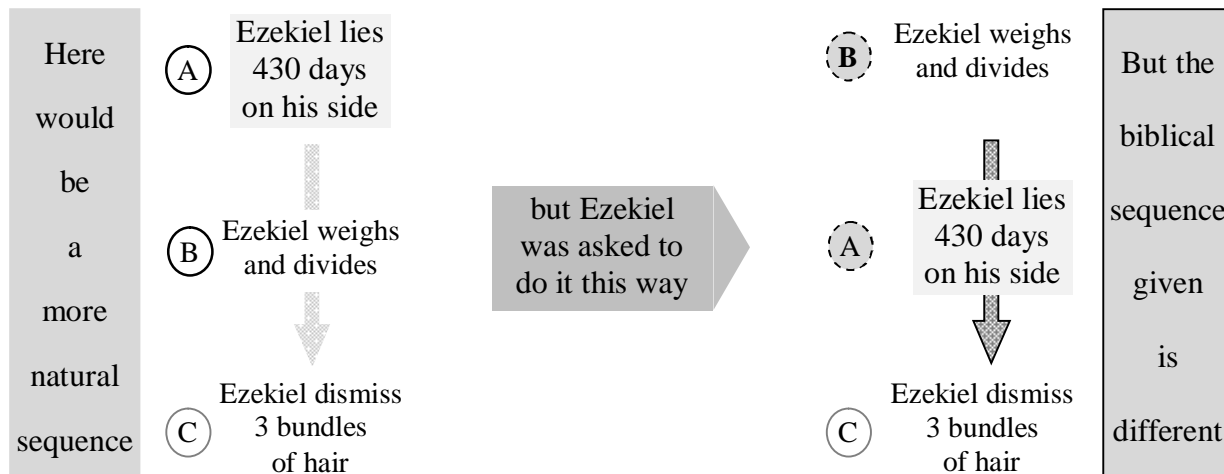 Here
would
be
a
more
natural
sequence
A
Ezekiel lies
430 days
on his side
B
Ezekiel weighs
and divides
C
Ezekiel dismiss
3 bundles
of hair
but Ezekiel
was asked to
do it this way
B
Ezekiel weighs
and divides
A
Ezekiel lies
430 days
on his side
C
Ezekiel dismiss
3 bundles
of hair
But the
biblical
sequence
given
is
different